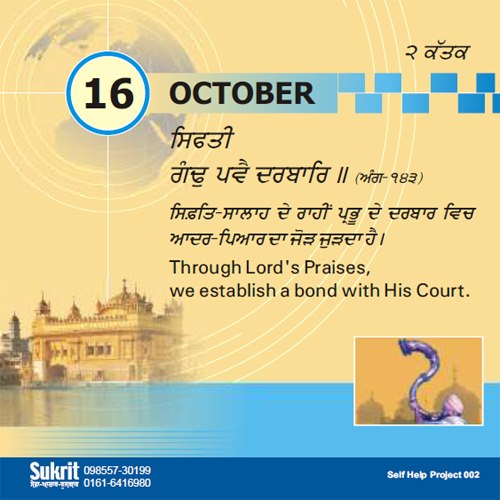 ੨ ਕੱਤਕ
16 OCTOBER
ਸਿਫਤੀ
ਗੰਢੁ ਪਵੈ ਦਰਬਾਰਿ ॥ (ਅੰਗ-੧੪੩)
ਸਿਫ਼ਤਿ-ਸਾਲਾਹ ਦੇ ਰਾਹੀਂ ਪ੍ਰਭੂ ਦੇ ਦਰਬਾਰ ਵਿਚ
ਆਦਰ-ਪਿਆਰ ਦਾ ਜੋੜ ਜੁੜਦਾ ਹੈ।
Through Lord's Praises,
we establish a bond with His Court.
Sukrit 098557-30199
0161-6416980
Self Help Project 002